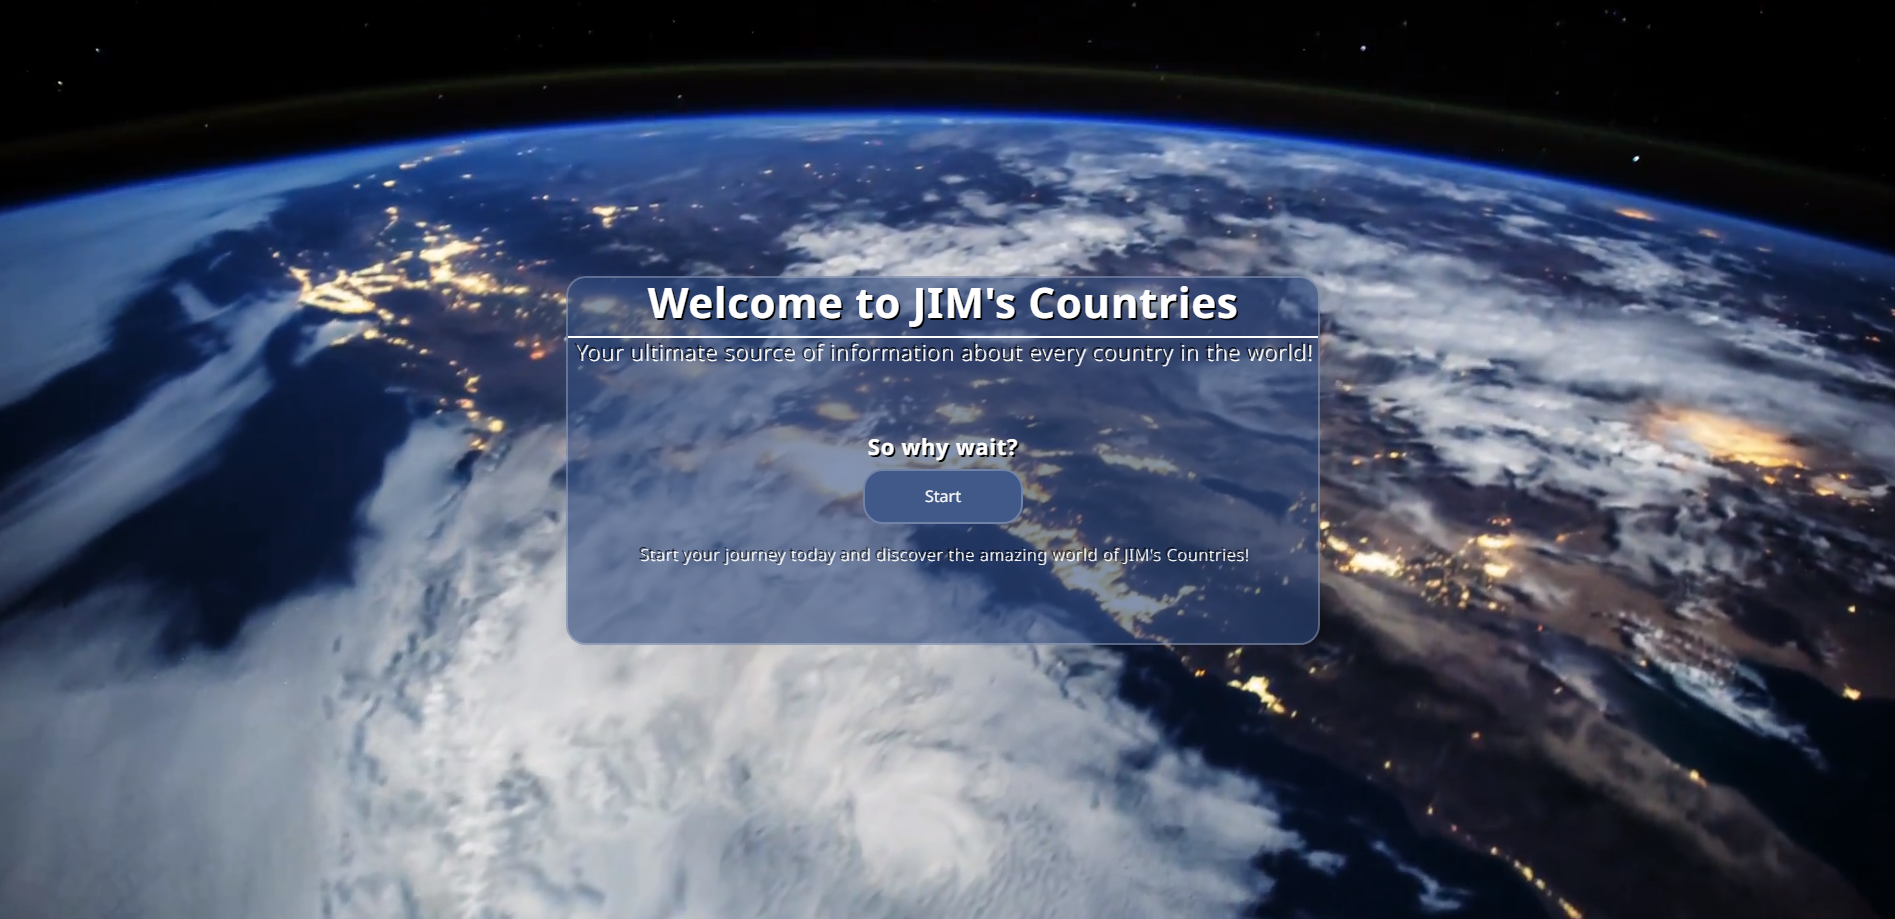 Welcome to JIM's Countries
Your ultimate source of information about every country in the world!
So why wait?
Start
Start your journey today and discover the amazing world of JIM's Countries!